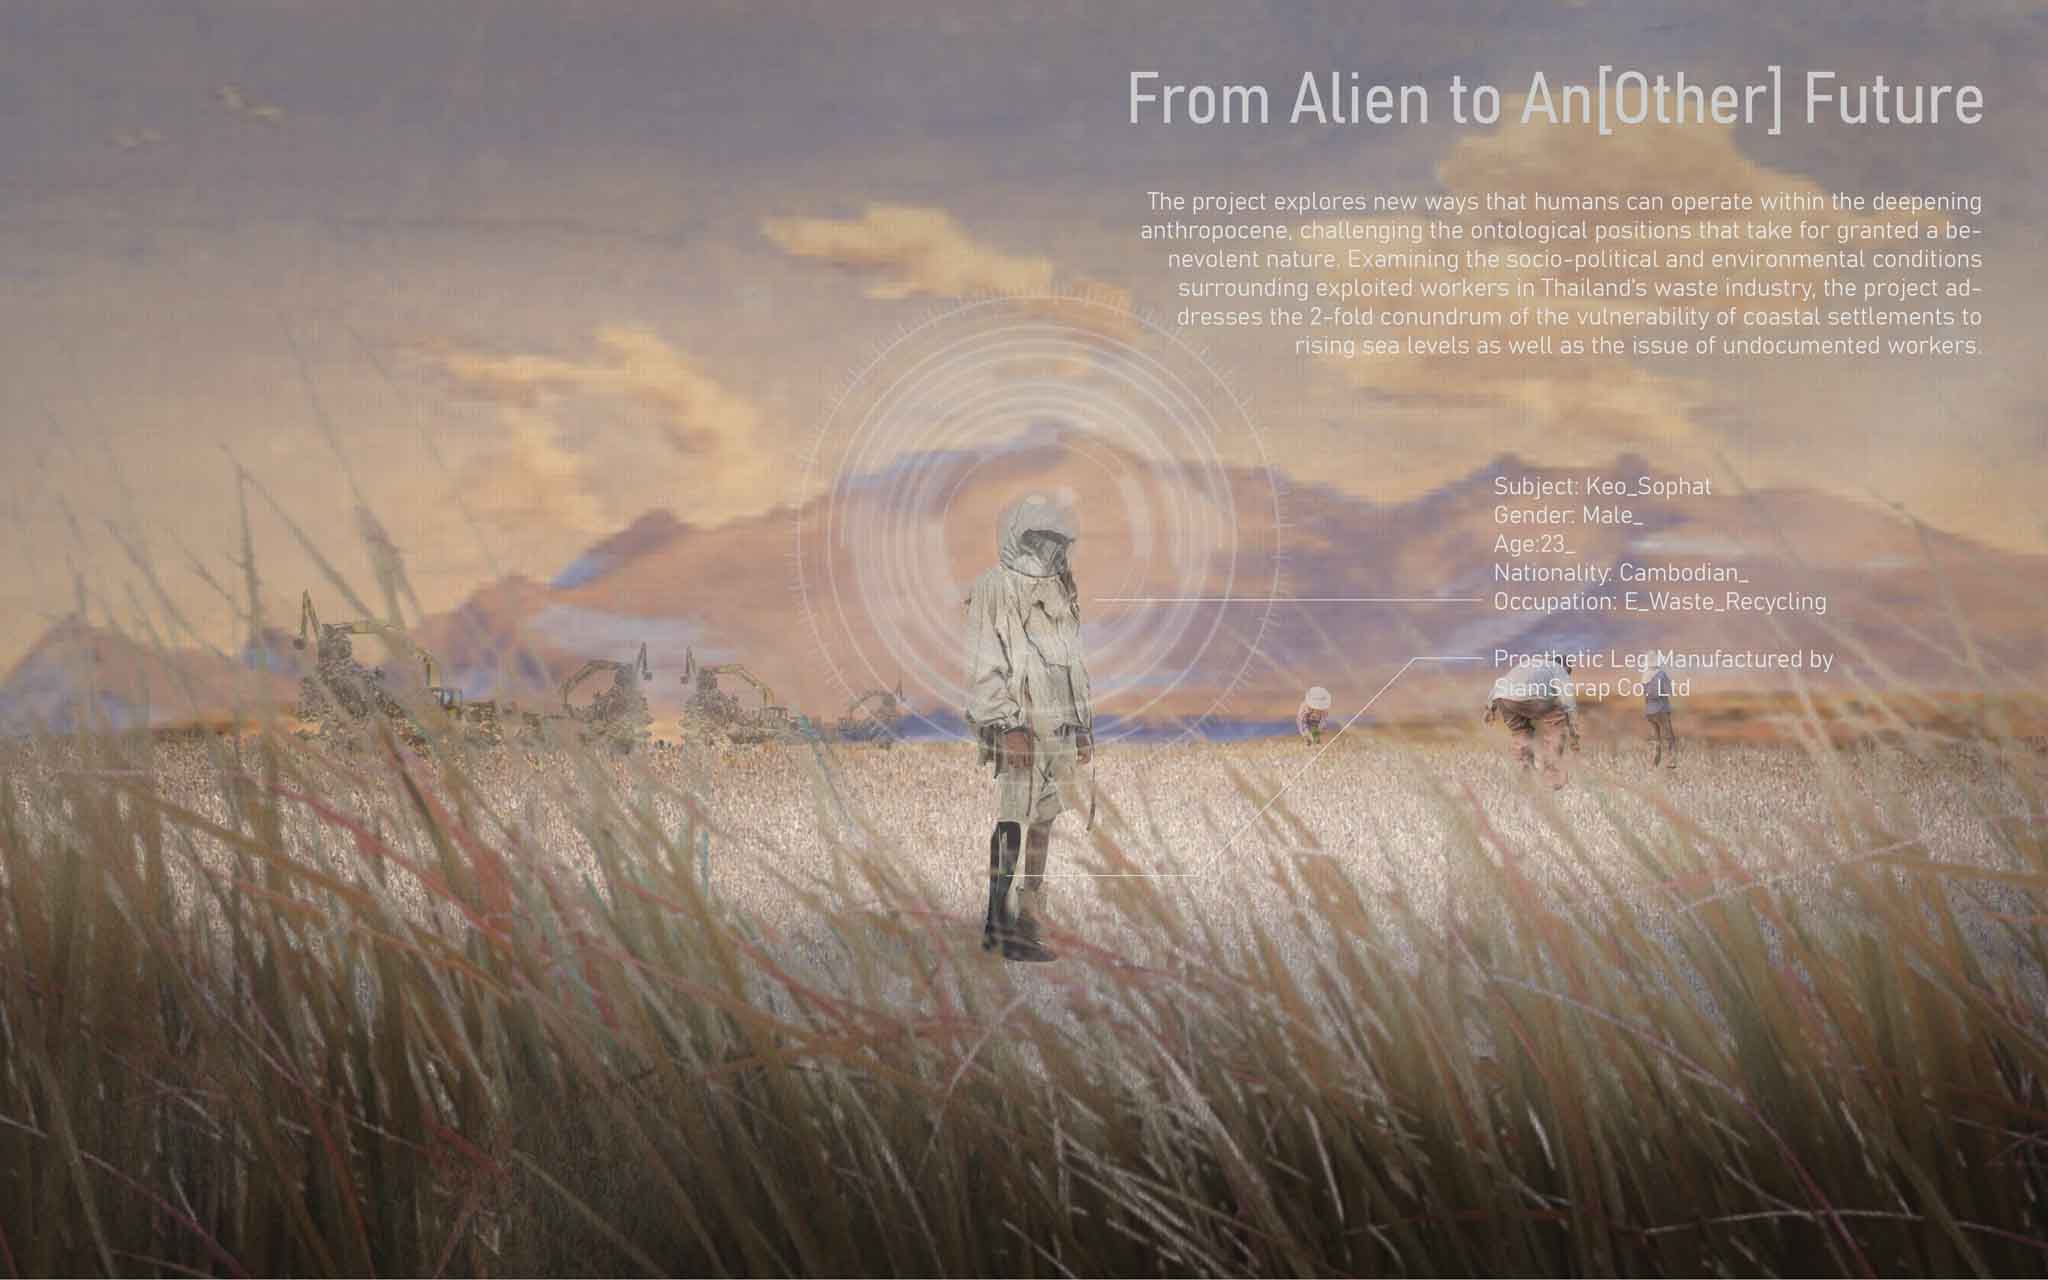 From Alien to An[Other] Future
The project explores new ways that humans can operate within the deepening
anthropocene, challenging the ontological positions that take for granted a be-
nevolent nature. Examining the socio-political and environmental conditions
surrounding exploited workers in Thailand's waste industry, the project ad-
dresses the 2-fold conundrum of the vulnerability of coastal settlements to
rising sea levels as well as the issue of undocumented workers.
Subject: Keo_Sophat
Gender: Male_
Age:23_
Nationality: Cambodian_
Occupation: E_Waste_Recycling
Prosthetic Leg Manufactured by
SiamScrap Co. Ltd